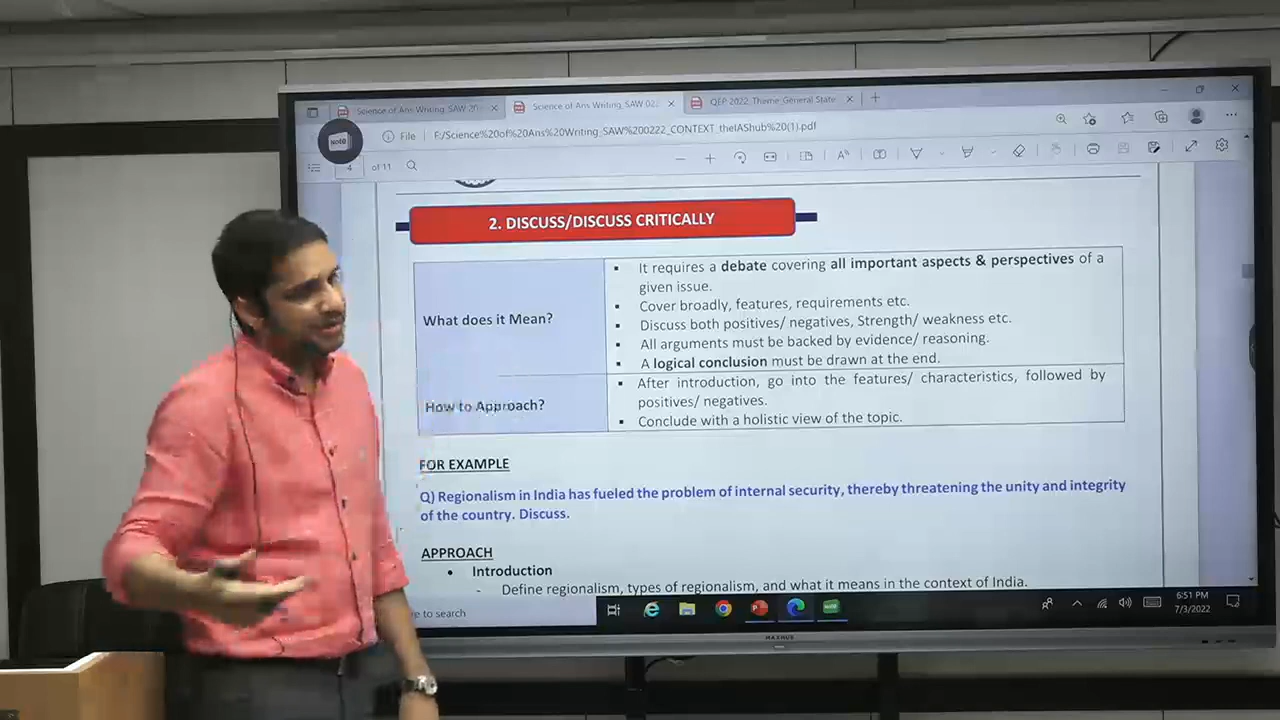 Science of Ans Writing_SAW 20
Science of Ans Writing_SAW 02
QEP 2022_Theme_General State
Note
File
F:/Science%20of%20Ans%20Writing_SAW%200222_CONTEXT_theIAShub%20(1).pdf
4 of 11
2. DISCUSS/DISCUSS CRITICALLY
What does it Mean?
▪ It requires a debate covering all important aspects & perspectives of a
given issue.
▪ Cover broadly, features, requirements etc.
▪ Discuss both positives/ negatives, Strength/ weakness etc.
▪ All arguments must be backed by evidence/ reasoning.
▪ A logical conclusion must be drawn at the end.
How to Approach?
▪ After introduction, go into the features/ characteristics, followed by
positives/ negatives.
▪ Conclude with a holistic view of the topic.
FOR EXAMPLE
Q) Regionalism in India has fueled the problem of internal security, thereby threatening the unity and integrity
of the country. Discuss.
APPROACH
• Introduction
- Define regionalism, types of regionalism, and what it means in the context of India.
e to search
6:51 PM
7/3/2022
MAXHUB